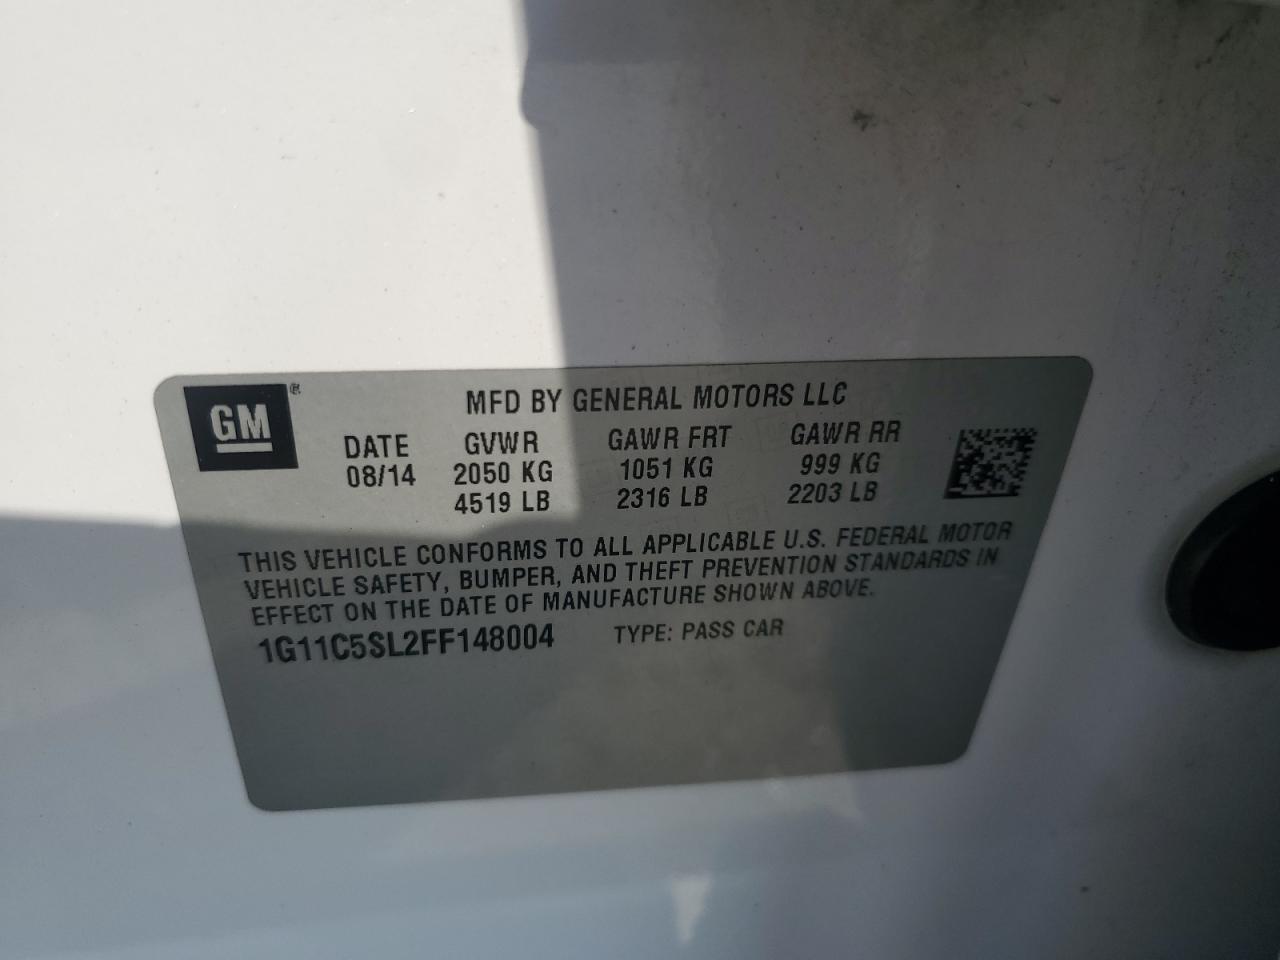 GM ®
MFD BY GENERAL MOTORS LLC
DATE GVWR GAWR FRT GAWR RR
08/14 2050 KG 1051 KG 999 KG
4519 LB 2316 LB 2203 LB
THIS VEHICLE CONFORMS TO ALL APPLICABLE U.S. FEDERAL MOTOR
VEHICLE SAFETY, BUMPER, AND THEFT PREVENTION STANDARDS IN
EFFECT ON THE DATE OF MANUFACTURE SHOWN ABOVE.
1G11C5SL2FF148004 TYPE: PASS CAR